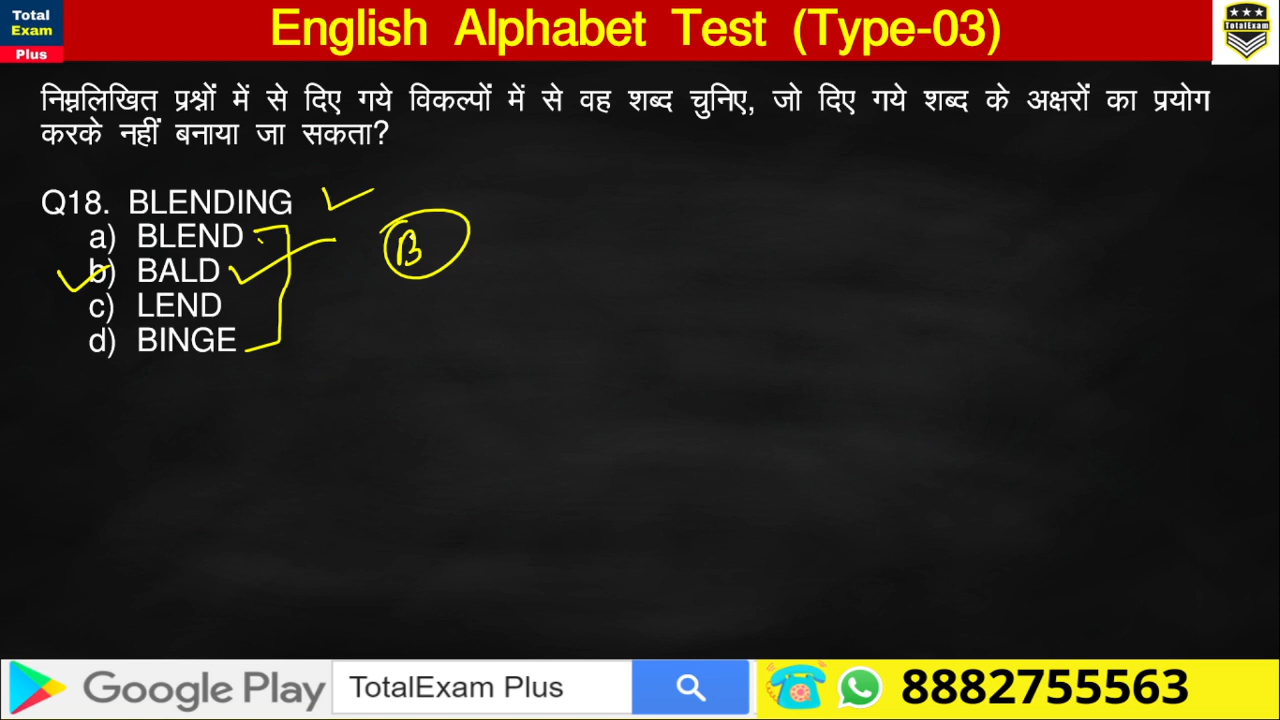 Total
Exam
Plus
English Alphabet Test (Type-03)
TotalExam
निम्नलिखित प्रश्नों में से दिए गये विकल्पों में से वह शब्द चुनिए, जो दिए गये शब्द के अक्षरों का प्रयोग
करके नहीं बनाया जा सकता?
Q18. BLENDING
a) BLEND
B
b) BALD
c) LEND
d) BINGE
Google Play
TotalExam Plus
8882755563